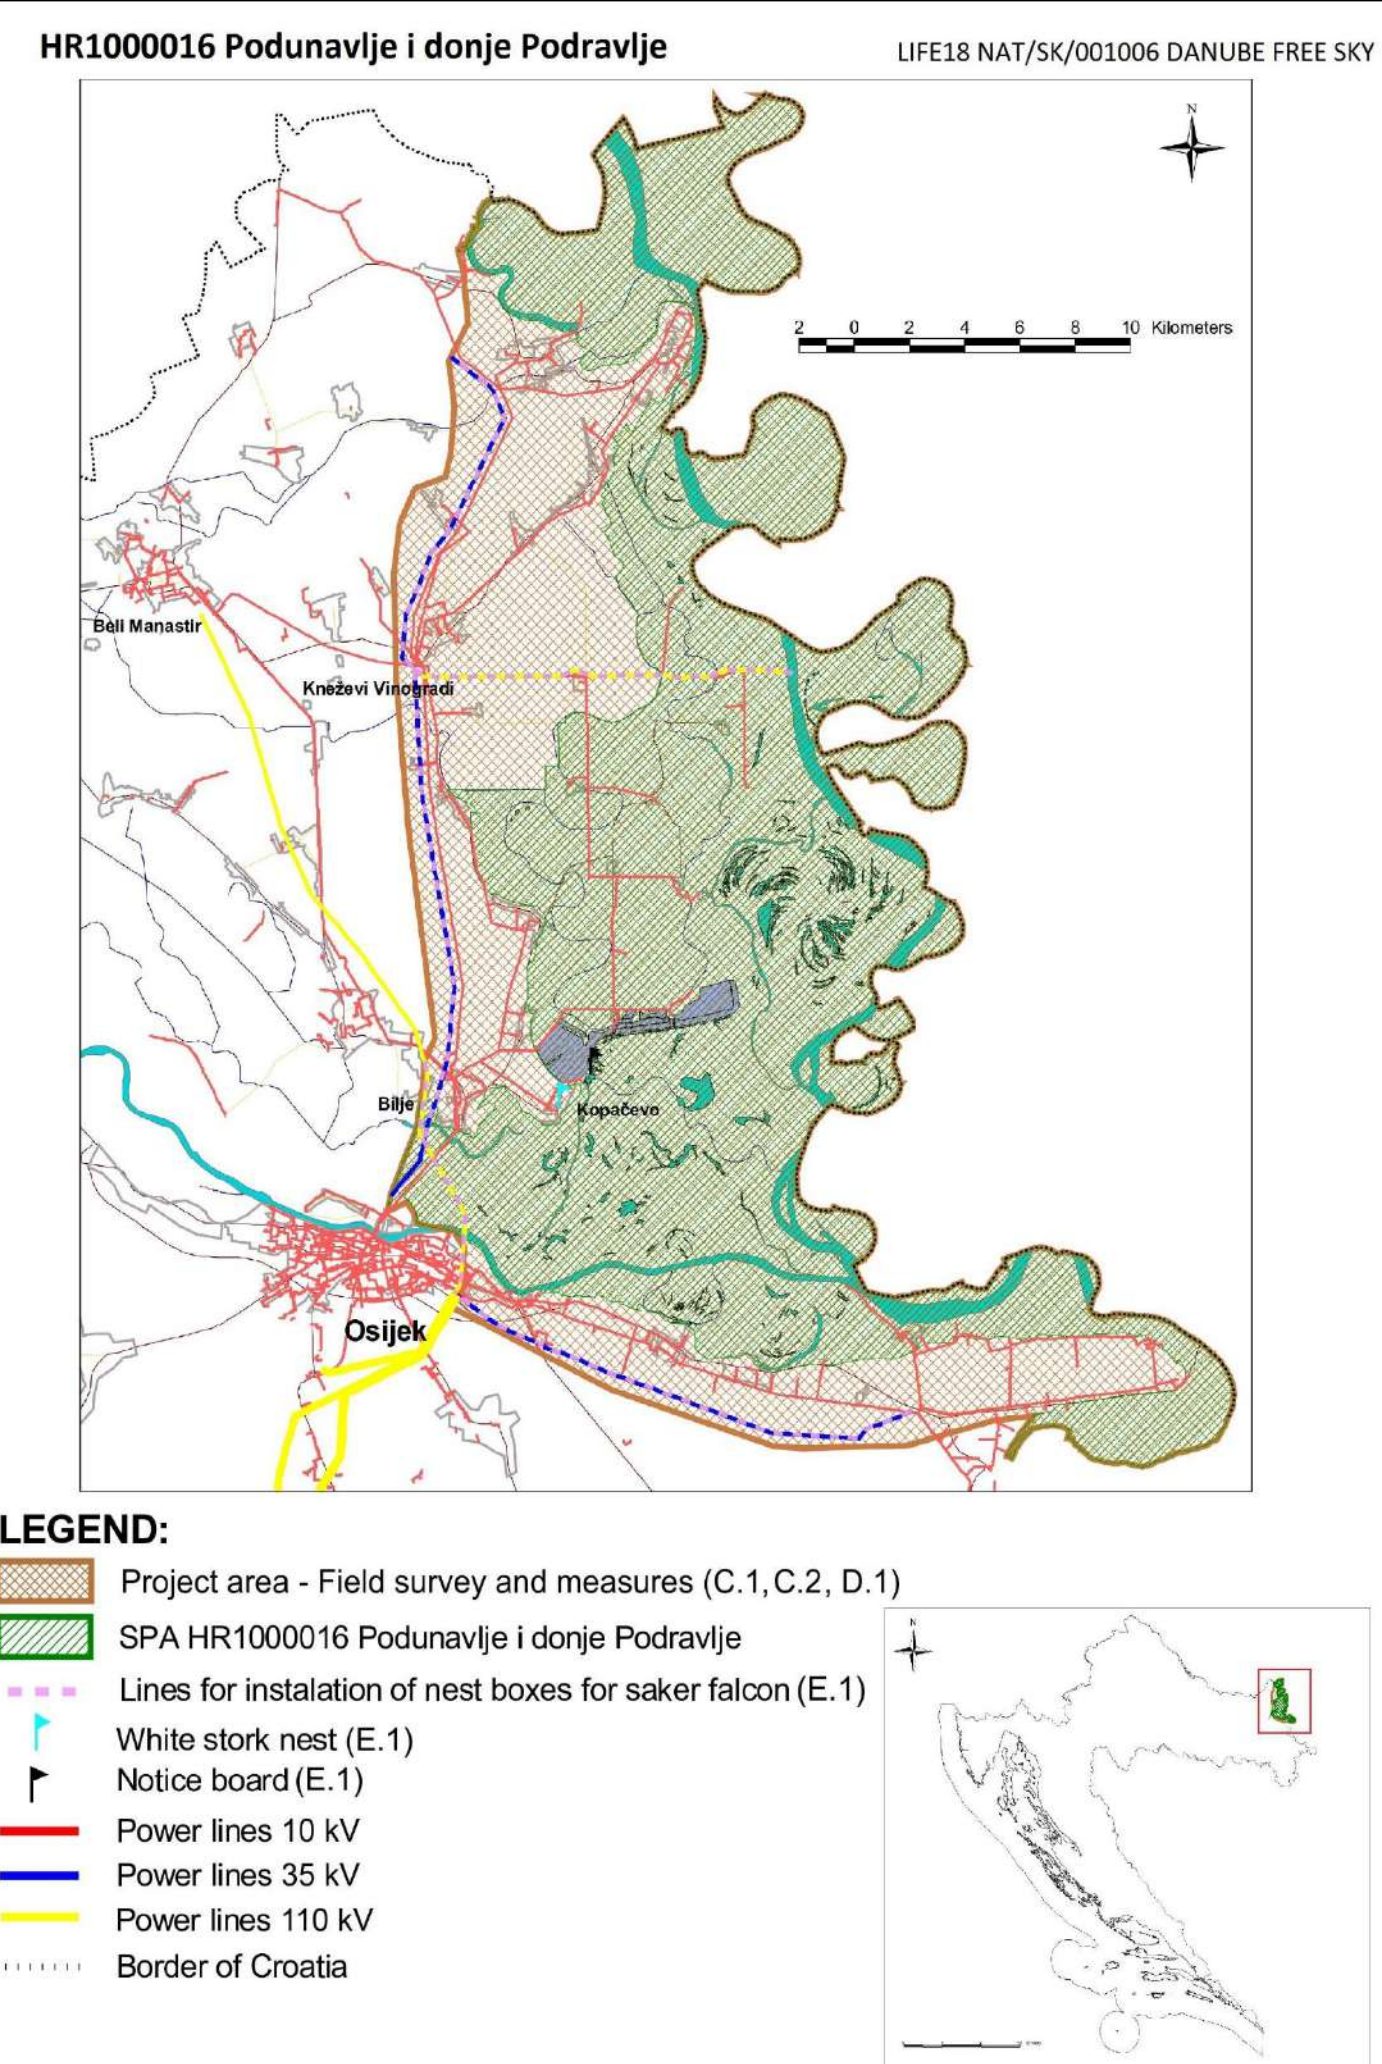 HR1000016 Podunavlje i donje Podravlje
LIFE18 NAT/SK/001006 DANUBE FREE SKY
N
2 0 2 4 6 8 10 Kilometers
Beli Manastir
Kneževi Vinogradi
Bilje
Kopačevo
Osijek
LEGEND:
Project area - Field survey and measures (C.1, C.2, D.1)
SPA HR1000016 Podunavlje i donje Podravlje
Lines for instalation of nest boxes for saker falcon (E.1)
White stork nest (E.1)
Notice board (E.1)
Power lines 10 kV
Power lines 35 kV
Power lines 110 kV
Border of Croatia
N